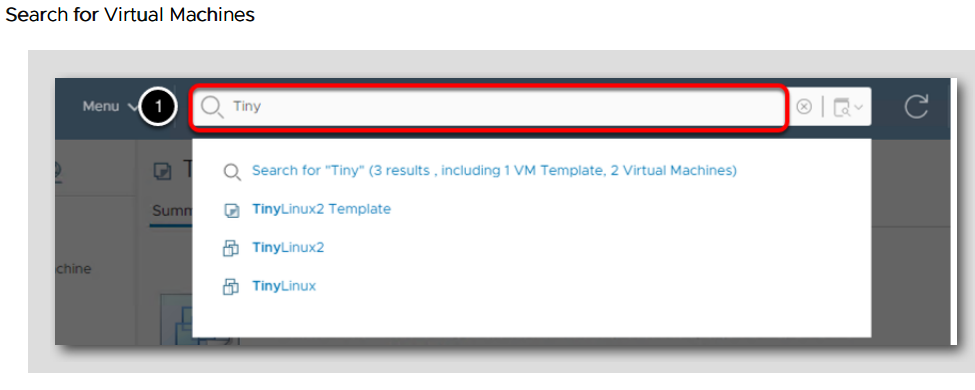 Search for Virtual Machines
Menu
1
Tiny
Search for "Tiny" (3 results , including 1 VM Template, 2 Virtual Machines)
TinyLinux2 Template
TinyLinux2
TinyLinux
T
Summ
chine